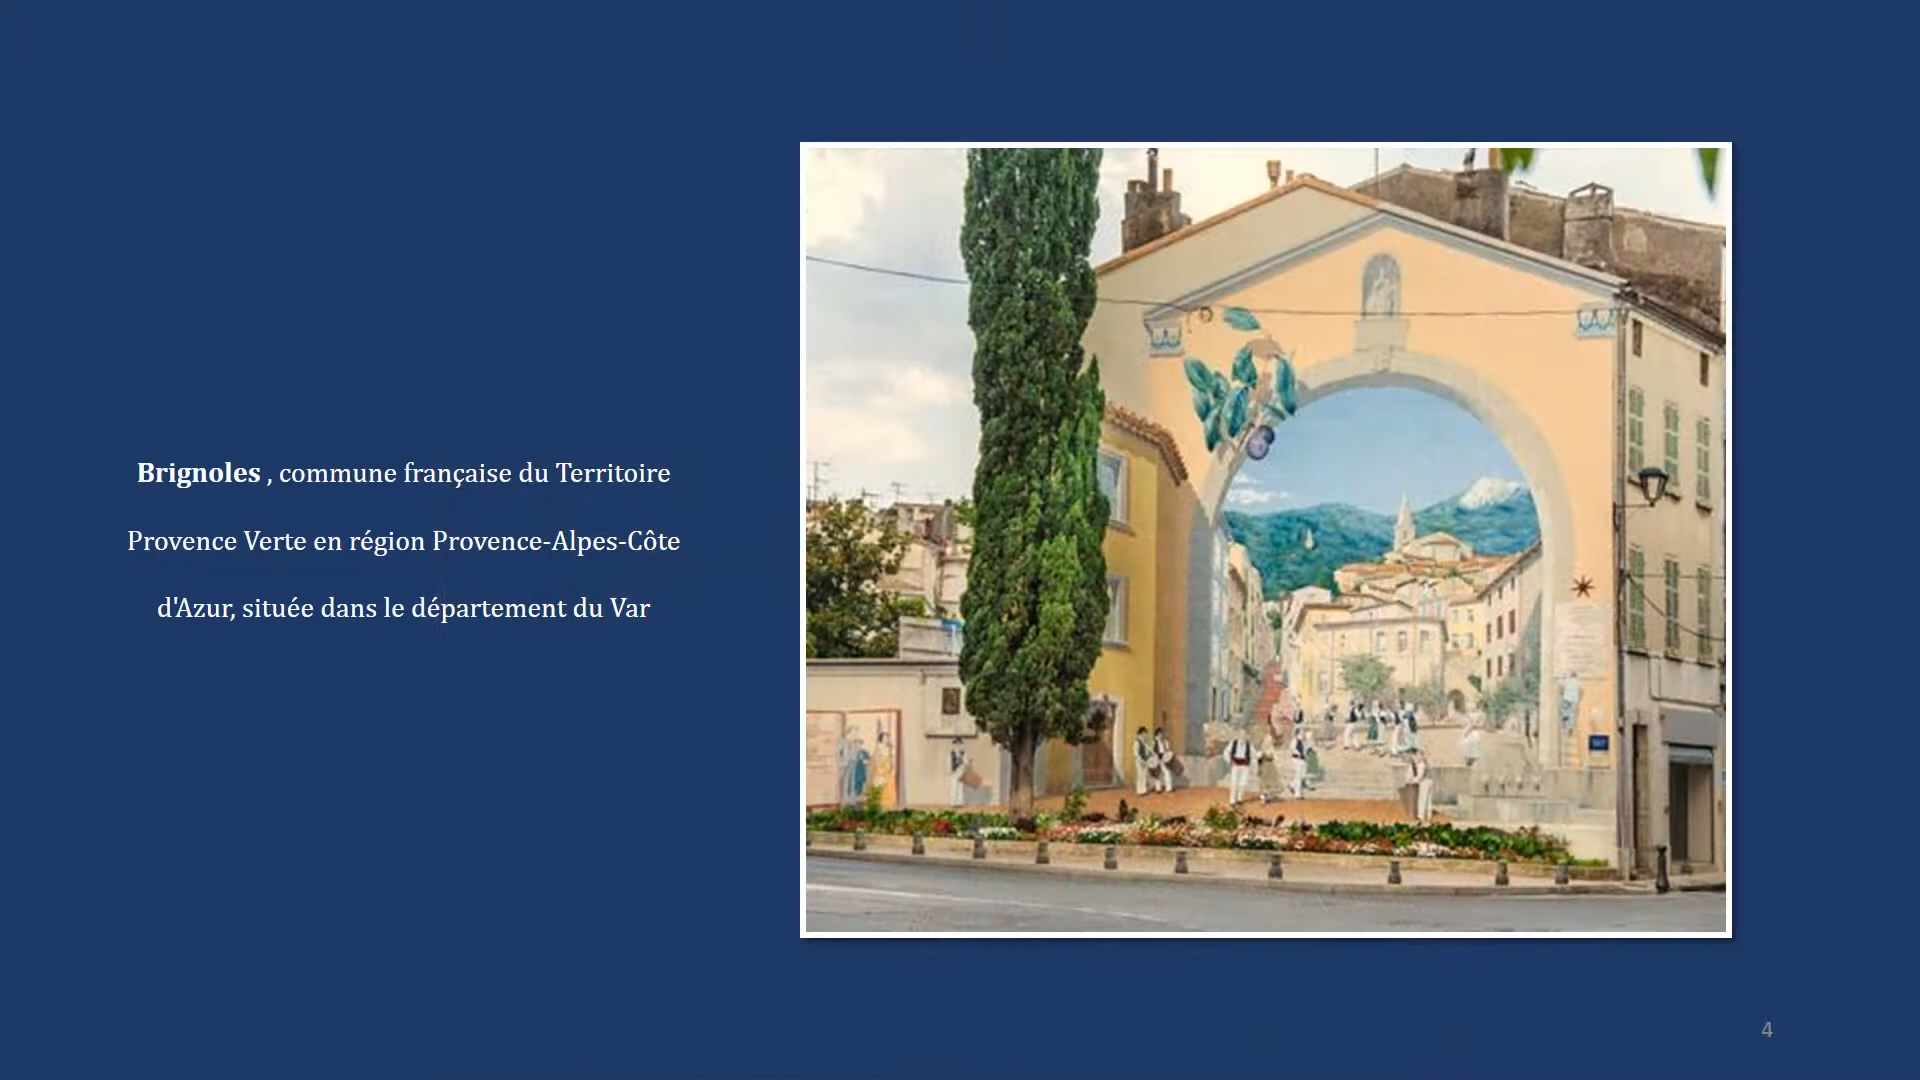 Brignoles , commune française du Territoire
Provence Verte en région Provence-Alpes-Côte
d'Azur, située dans le département du Var
4